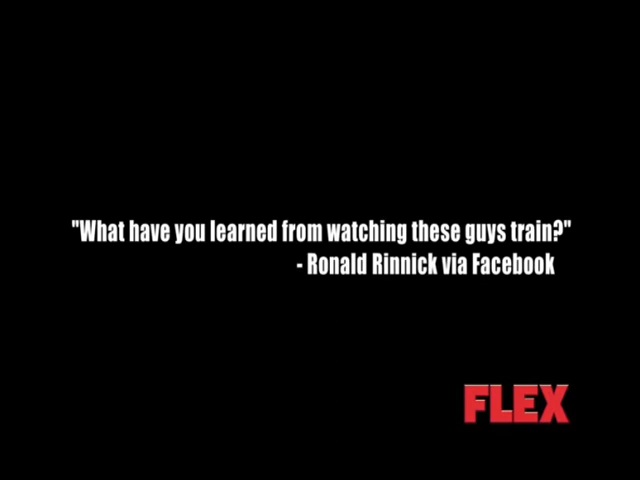 "What have you learned from watching these guys train?"
- Ronald Rinnick via Facebook
FLEX